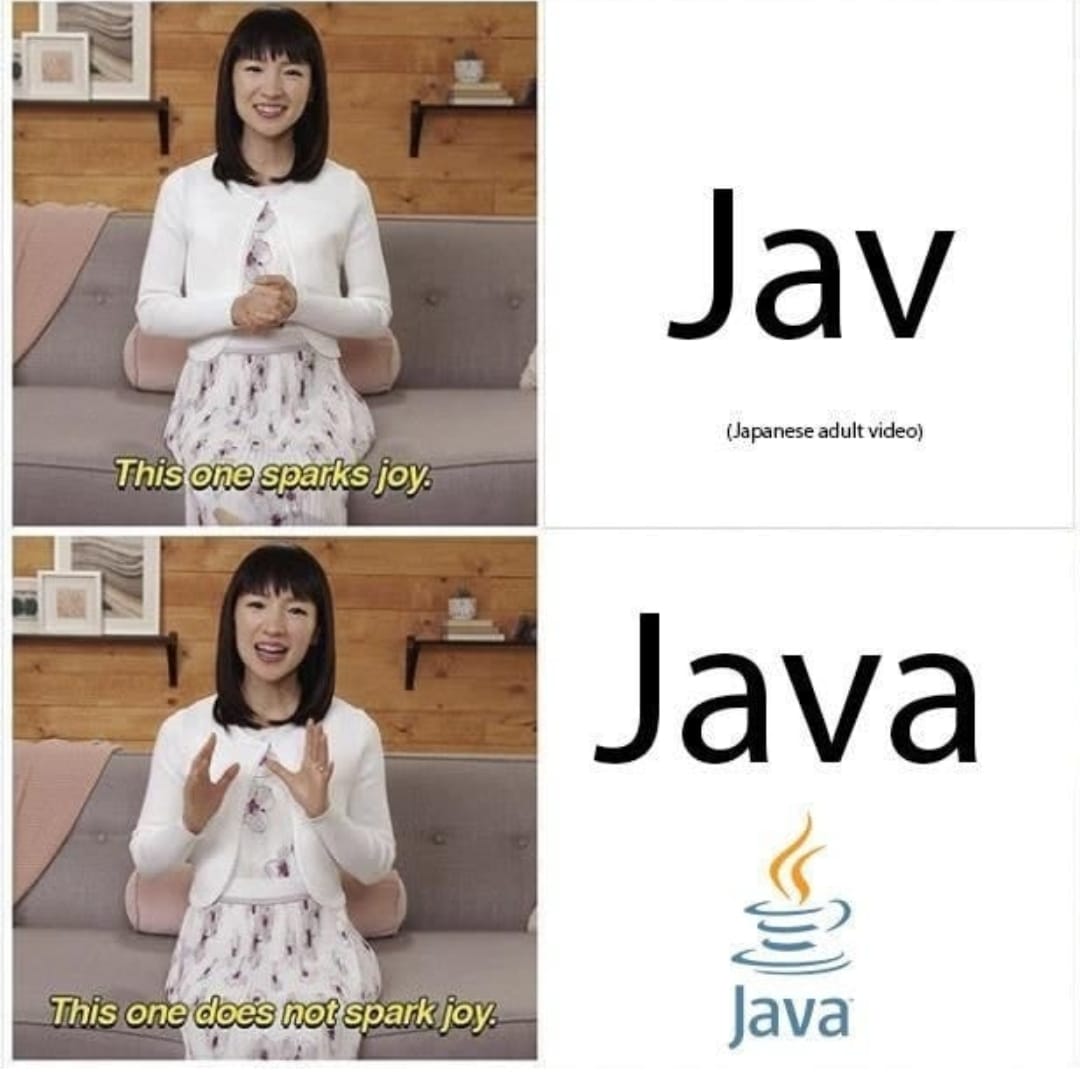 Jav
(Japanese adult video)
This one sparks joy.
Java
Java
This one does not spark joy.